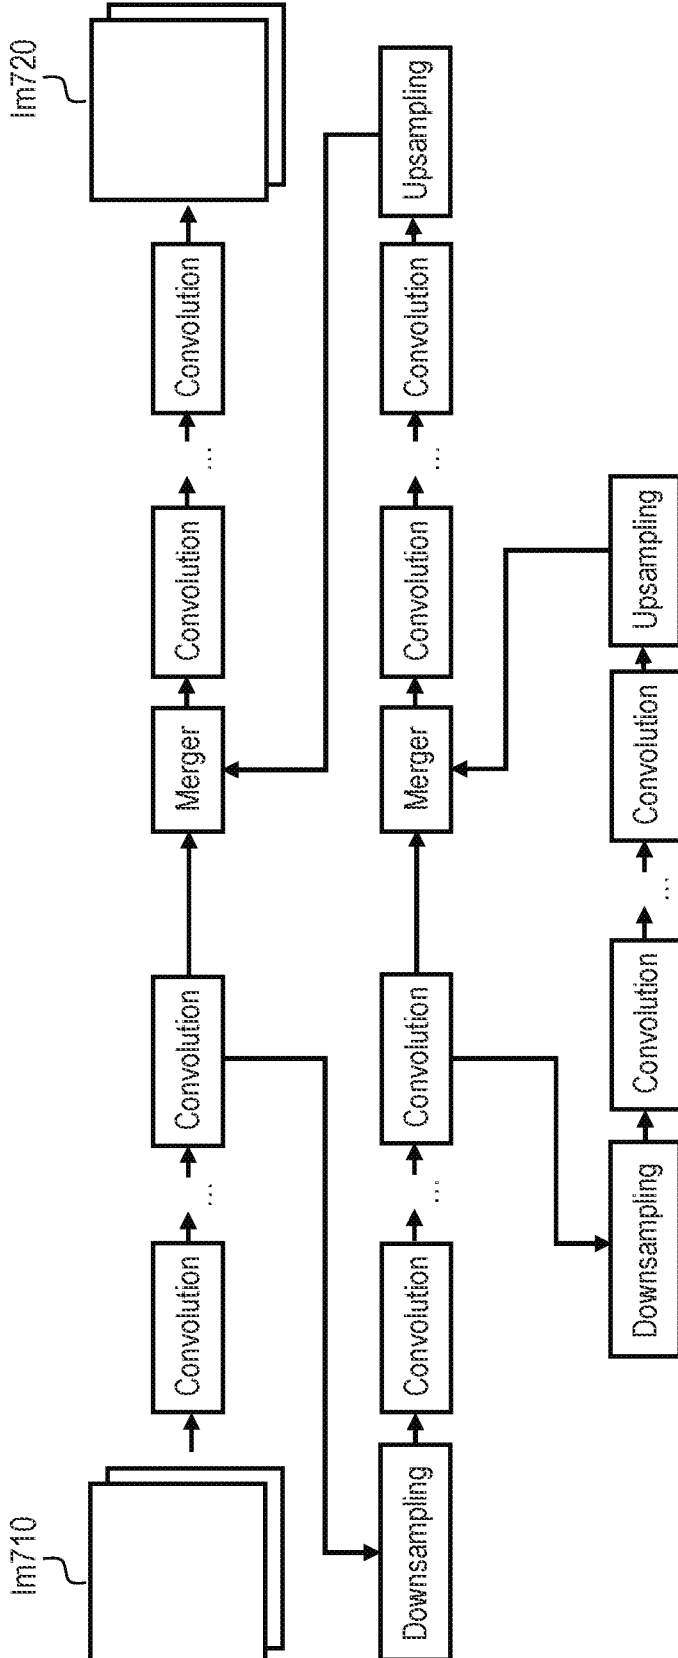 Im710
Im720
Convolution
...
Convolution
Merger
Convolution
...
Convolution
Downsampling
Convolution
...
Convolution
Merger
Convolution
...
Convolution
Upsampling
Downsampling
Convolution
...
Convolution
Upsampling